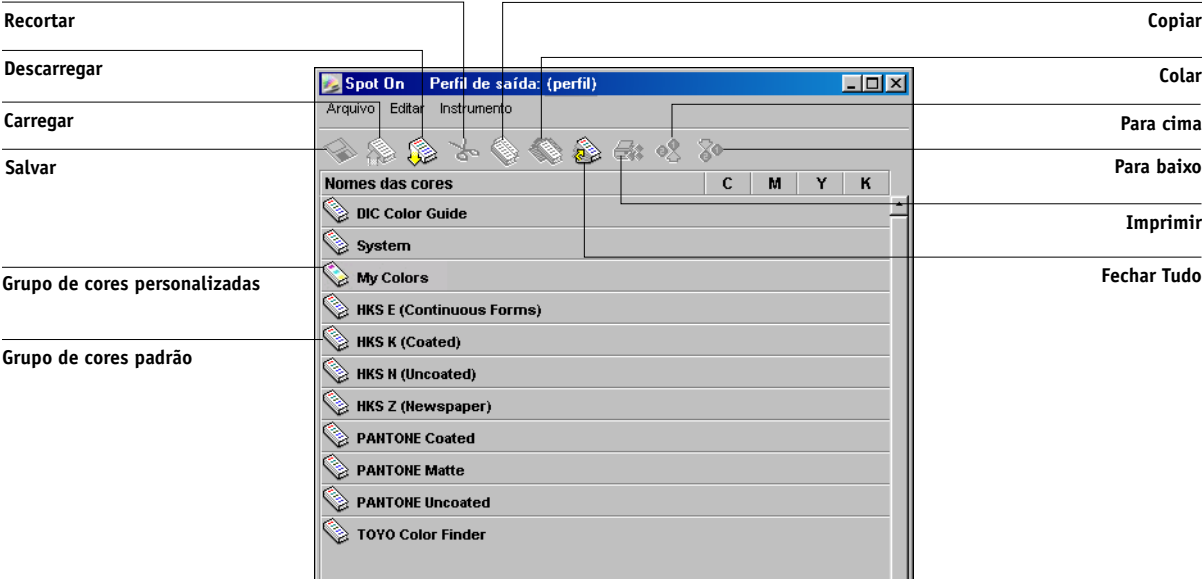 Recortar
Descarregar
Carregar
Salvar
Grupo de cores personalizadas
Grupo de cores padrão
Spot On Perfil de saída: {perfil}
Arquivo Editar Instrumento
Nomes das cores C M Y K
DIC Color Guide
System
My Colors
HKS E (Continuous Forms)
HKS K (Coated)
HKS N (Uncoated)
HKS Z (Newspaper)
PANTONE Coated
PANTONE Matte
PANTONE Uncoated
TOYO Color Finder
Copiar
Colar
Para cima
Para baixo
Imprimir
Fechar Tudo